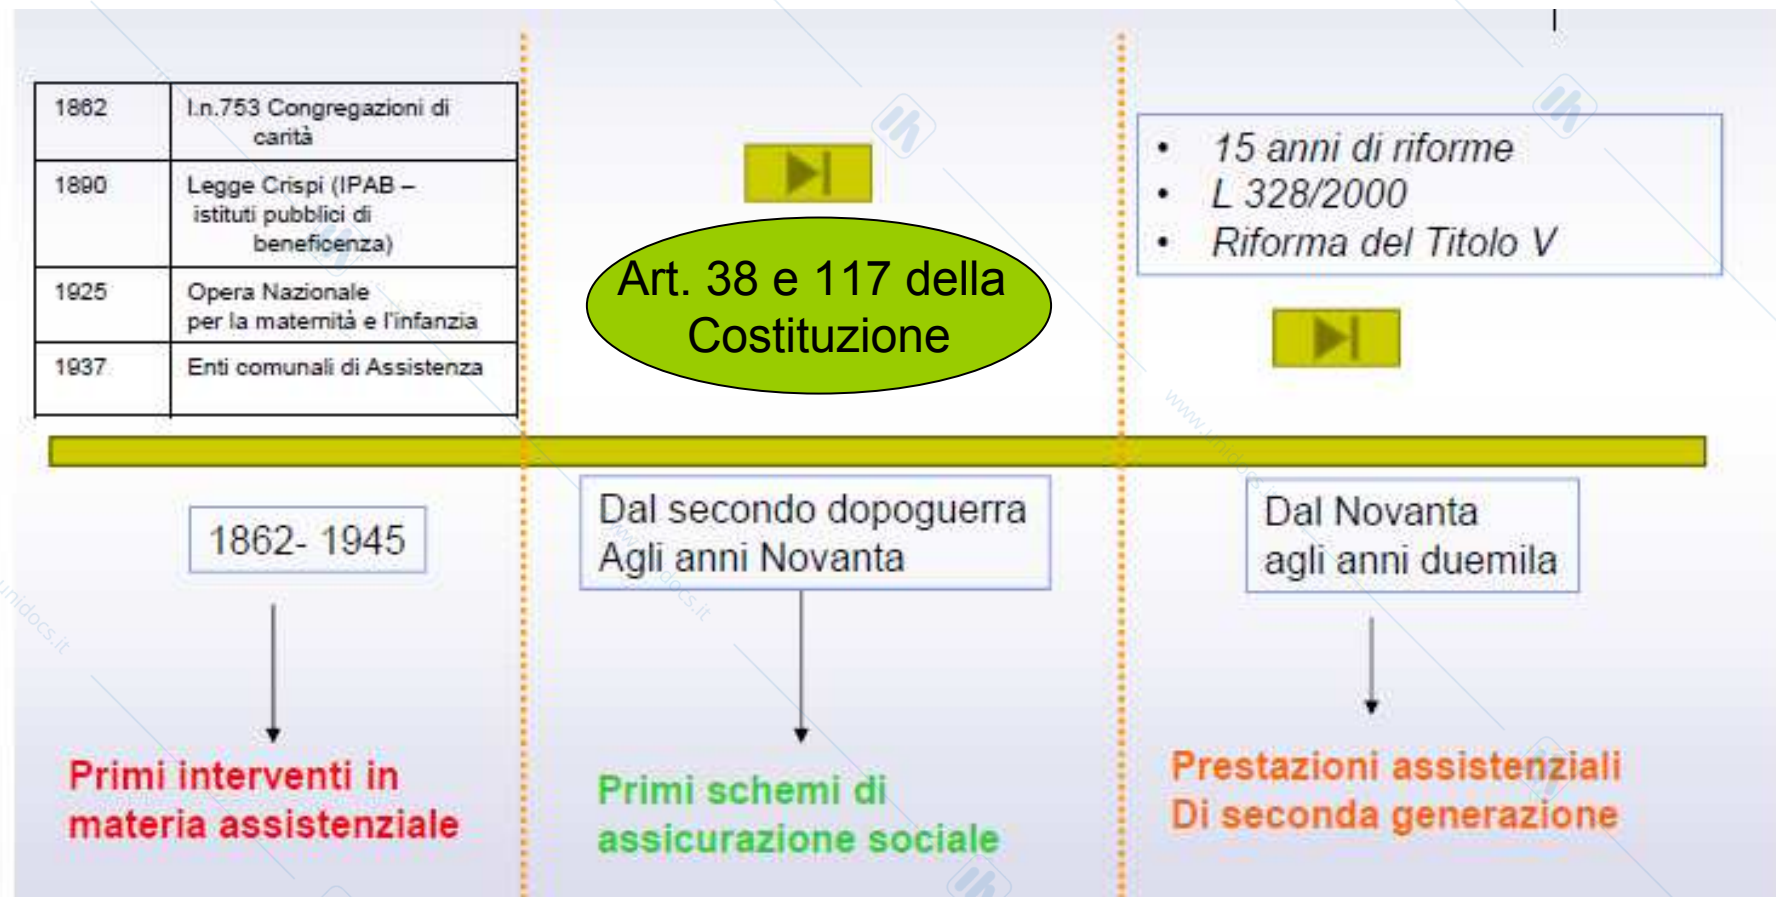 1862 l.n.753 Congregazioni di
carità
1890 Legge Crispi (IPAB –
istituti pubblici di
beneficenza)
1925 Opera Nazionale
per la maternità e l'infanzia
1937 Enti comunali di Assistenza
Art. 38 e 117 della
Costituzione
• 15 anni di riforme
• L 328/2000
• Riforma del Titolo V
1862- 1945
Dal secondo dopoguerra
Agli anni Novanta
Dal Novanta
agli anni duemila
Primi interventi in
materia assistenziale
Primi schemi di
assicurazione sociale
Prestazioni assistenziali
Di seconda generazione
www.unidocs.it